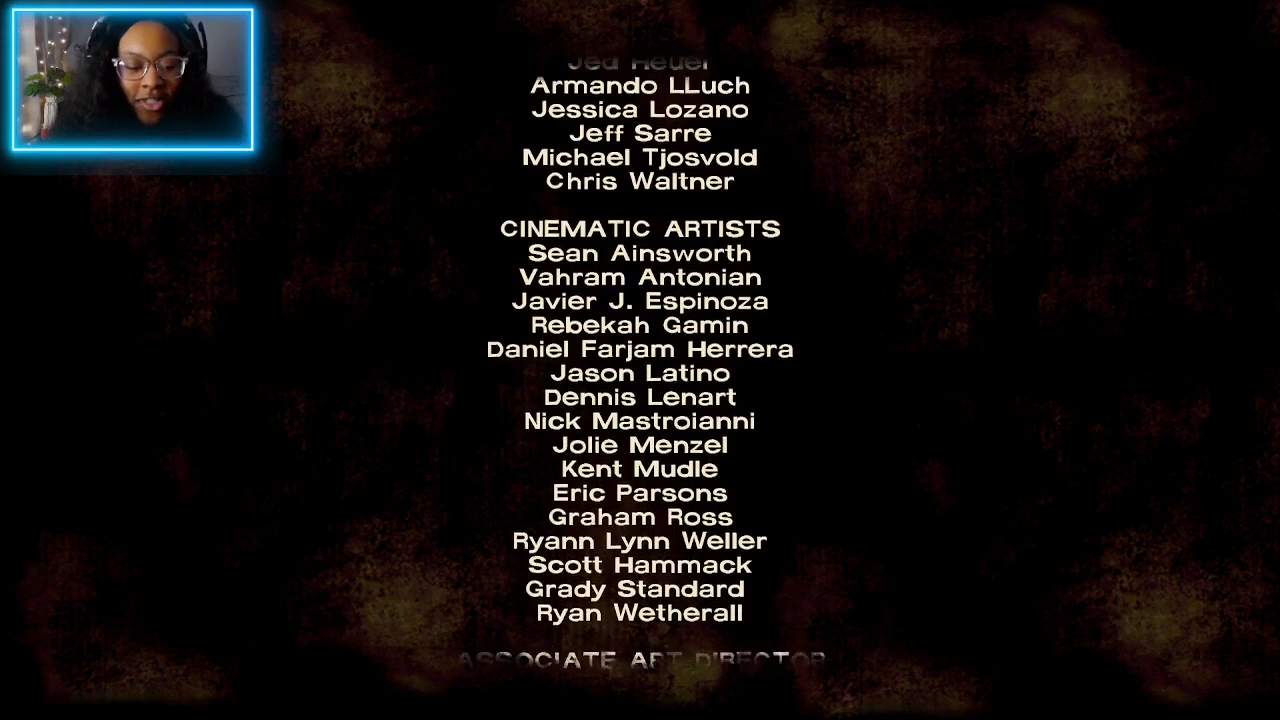 Jed Heuer
Armando LLuch
Jessica Lozano
Jeff Sarre
Michael Tjosvold
Chris Waltner
CINEMATIC ARTISTS
Sean Ainsworth
Vahram Antonian
Javier J. Espinoza
Rebekah Gamin
Daniel Farjam Herrera
Jason Latino
Dennis Lenart
Nick Mastroianni
Jolie Menzel
Kent Mudle
Eric Parsons
Graham Ross
Ryann Lynn Weller
Scott Hammack
Grady Standard
Ryan Wetherall
ASSOCIATE ART DIRECTOR